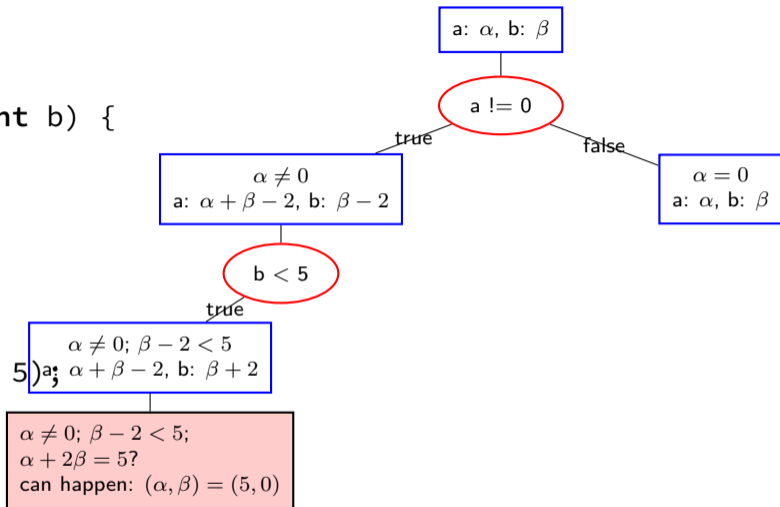 a: α, b: β
a != 0
nt b) {
true
false
α ≠ 0
a: α + β − 2, b: β − 2
α = 0
a: α, b: β
b < 5
true
α ≠ 0; β − 2 < 5
a: α + β − 2, b: β + 2
5);
α ≠ 0; β − 2 < 5;
α + 2β = 5?
can happen: (α, β) = (5, 0)